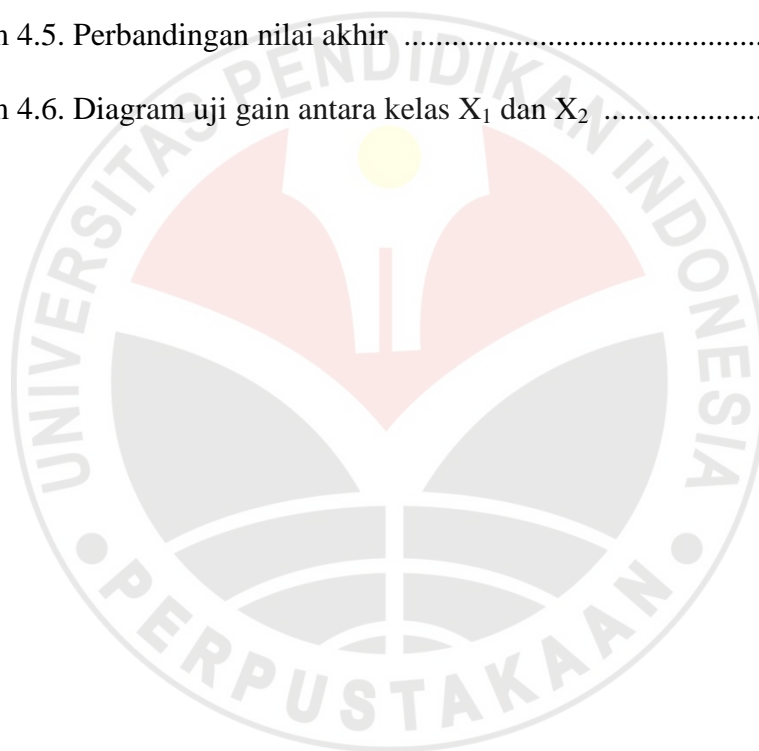 n 4.5. Perbandingan nilai akhir ............................................
n 4.6. Diagram uji gain antara kelas X₁ dan X₂ ....................
UNIVERSITAS PENDIDIKAN INDONESIA
PERPUSTAKAAN